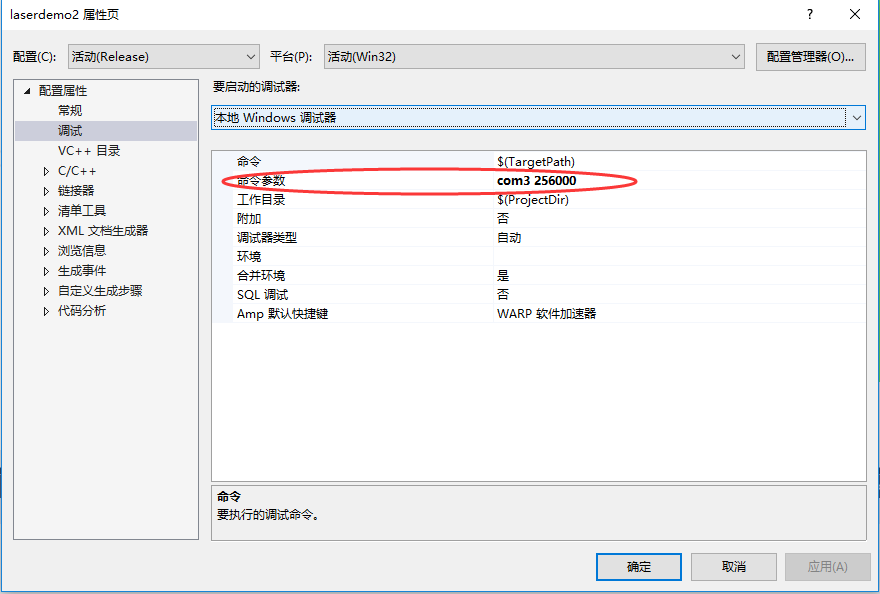 laserdemo2 属性页
?
配置(C):
活动(Release)
平台(P):
活动(Win32)
配置管理器(O)...
配置属性
常规
调试
VC++ 目录
C/C++
链接器
清单工具
XML 文档生成器
浏览信息
生成事件
自定义生成步骤
代码分析
要启动的调试器:
本地 Windows 调试器
命令 $(TargetPath)
命令参数 com3 256000
工作目录 $(ProjectDir)
附加 否
调试器类型 自动
环境
合并环境 是
SQL 调试 否
Amp 默认快捷键 WARP 软件加速器
命令
要执行的调试命令。
确定
取消
应用(A)